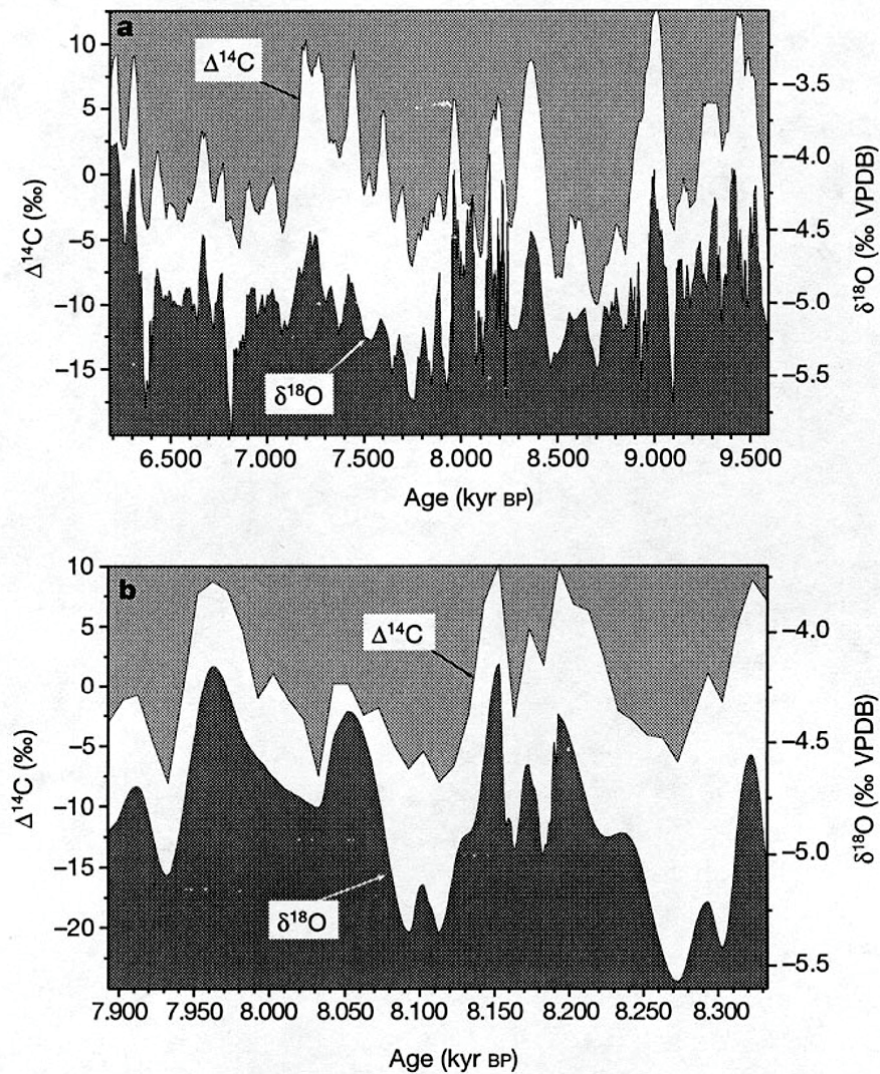 a
Δ¹⁴C
δ¹⁸O
Δ¹⁴C (‰)
10
5
0
–5
–10
–15
δ¹⁸O (‰ VPDB)
–3.5
–4.0
–4.5
–5.0
–5.5
6.500 7.000 7.500 8.000 8.500 9.000 9.500
Age (kyr BP)
b
Δ¹⁴C
δ¹⁸O
Δ¹⁴C (‰)
10
5
0
–5
–10
–15
–20
δ¹⁸O (‰ VPDB)
–4.0
–4.5
–5.0
–5.5
7.900 7.950 8.000 8.050 8.100 8.150 8.200 8.250 8.300
Age (kyr BP)